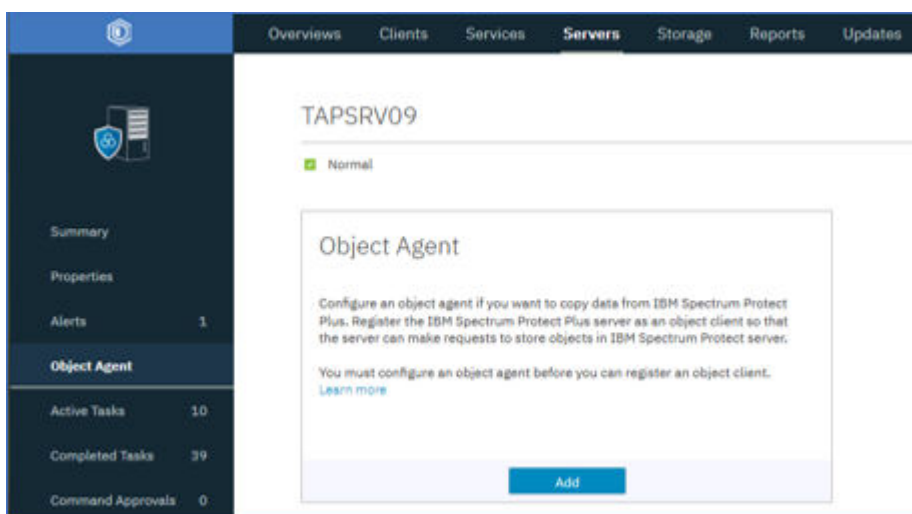 Overviews Clients Services Servers Storage Reports Updates
TAPSRV09
Normal
Summary
Properties
Alerts 1
Object Agent
Active Tasks 10
Completed Tasks 39
Command Approvals 0
Object Agent
Configure an object agent if you want to copy data from IBM Spectrum Protect
Plus. Register the IBM Spectrum Protect Plus server as an object client so that
the server can make requests to store objects in IBM Spectrum Protect server.
You must configure an object agent before you can register an object client.
Learn more
Add